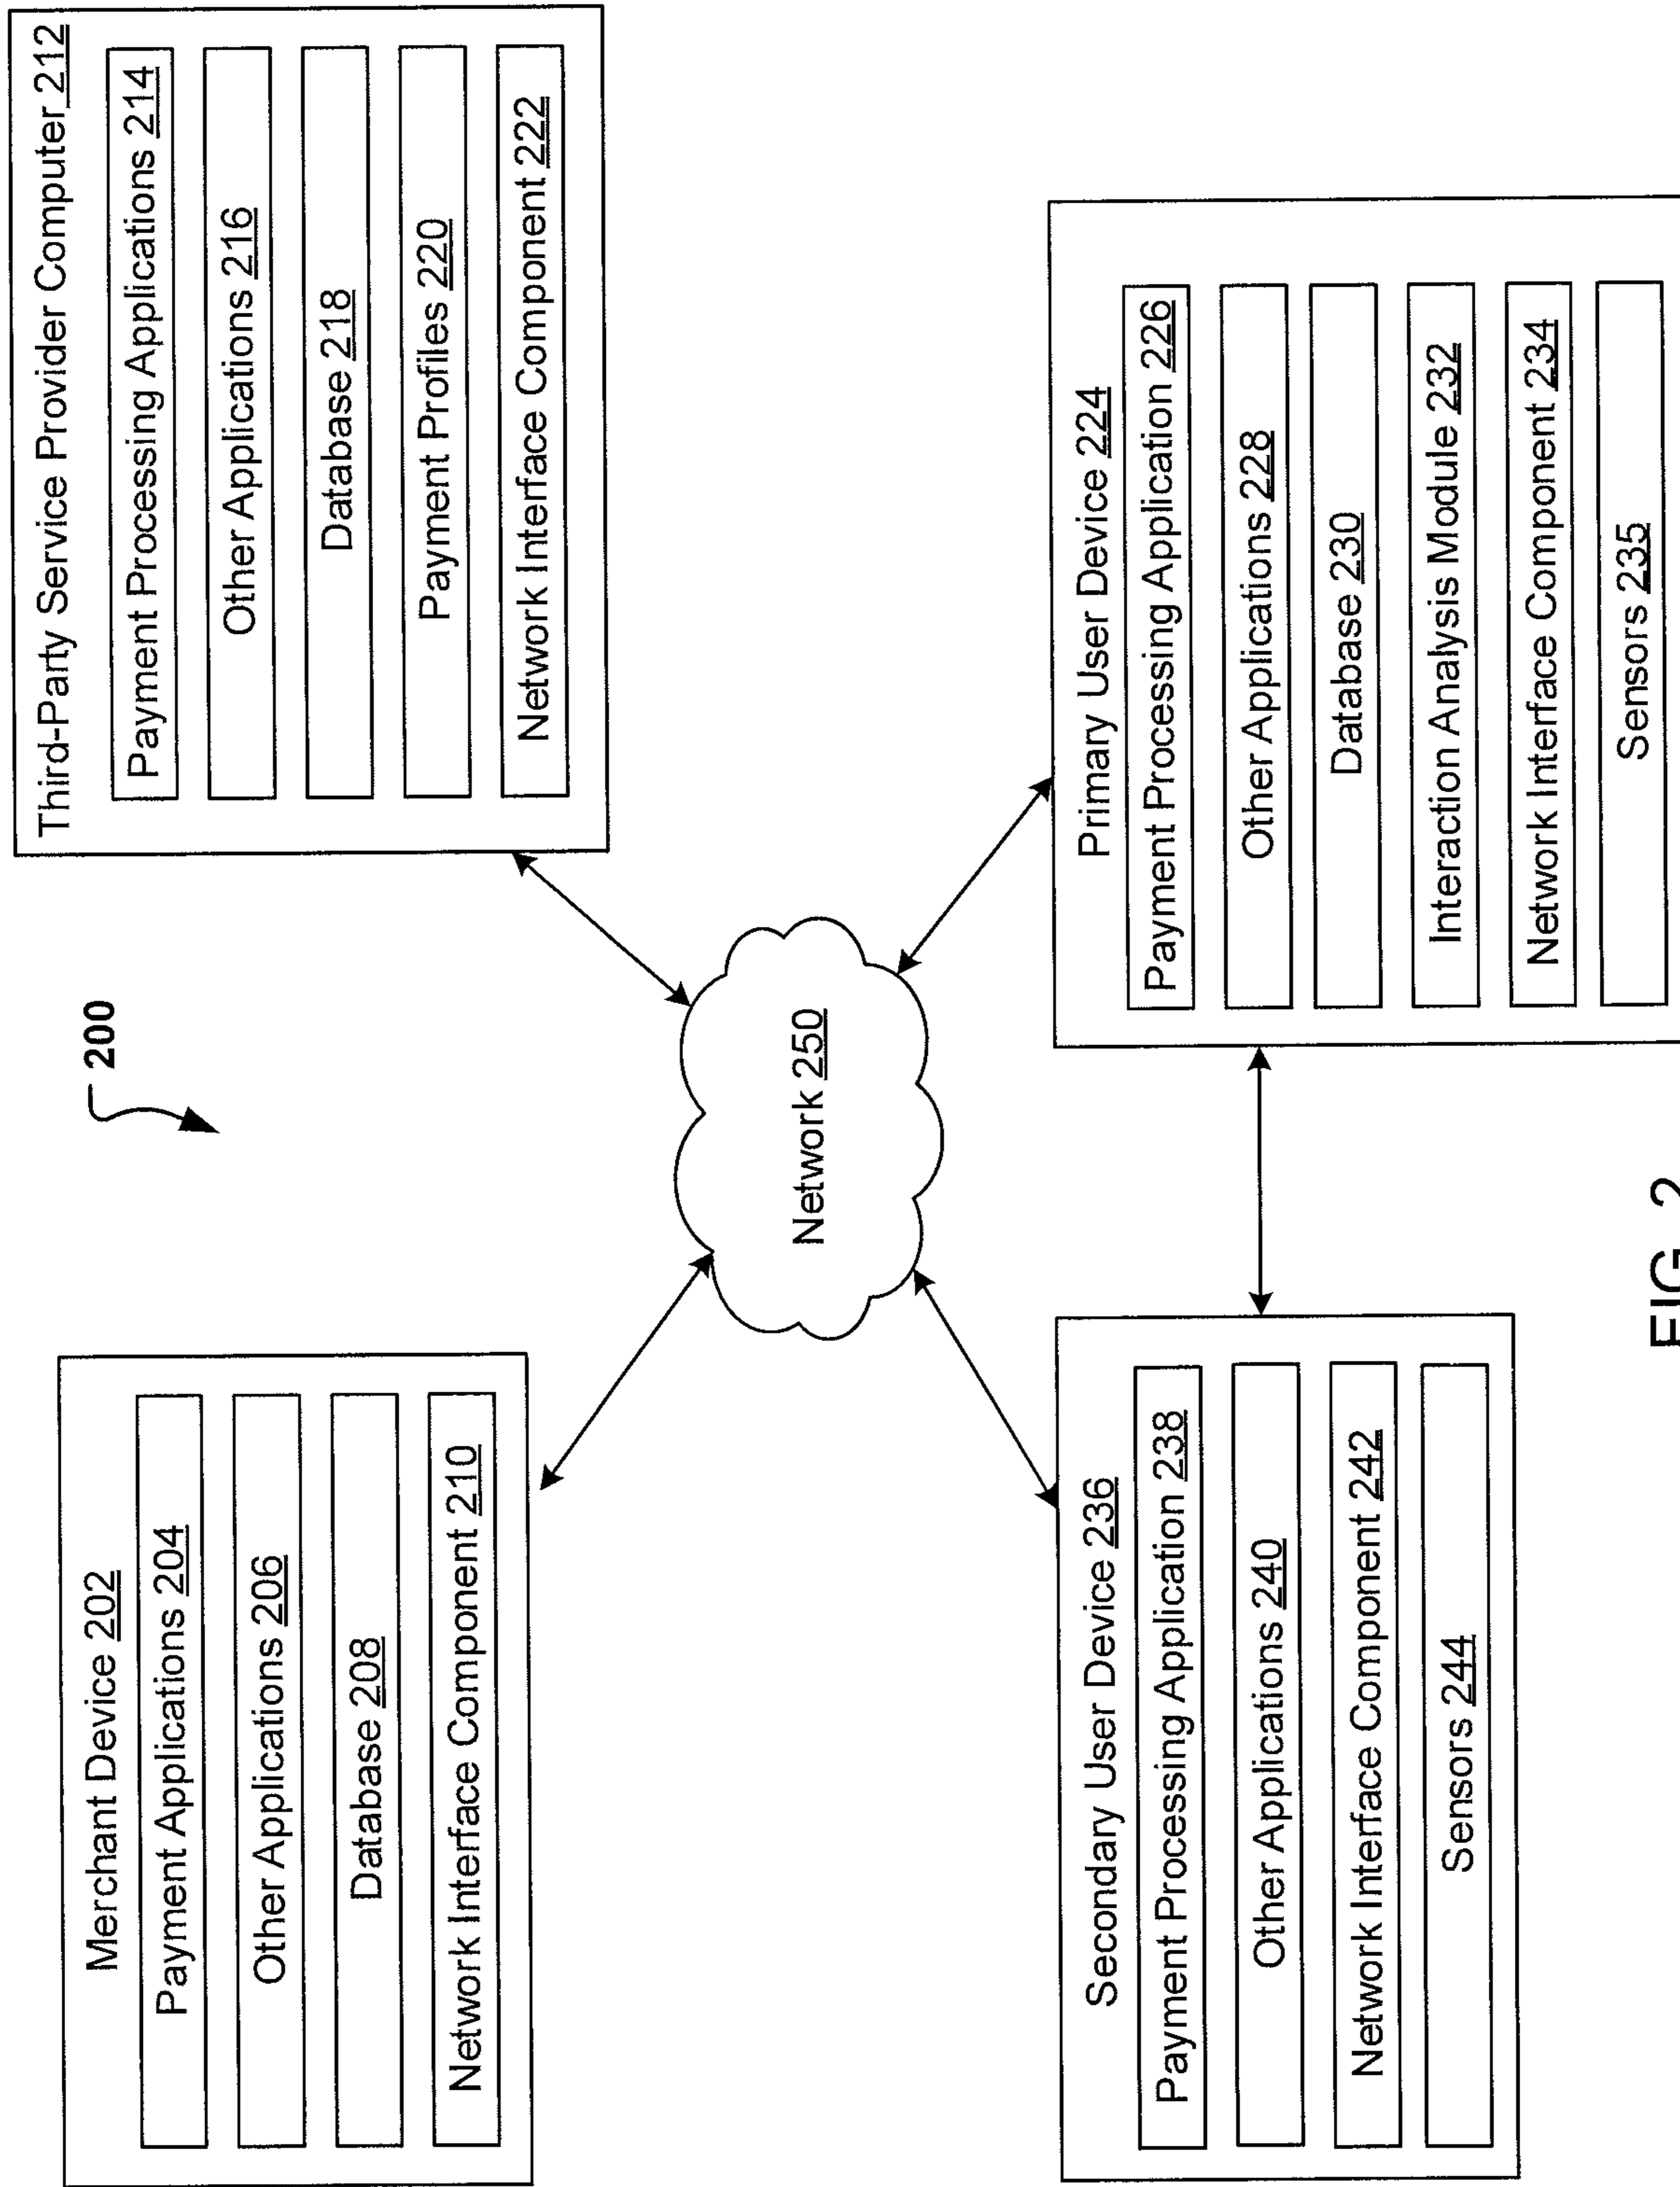 200
Merchant Device 202
Payment Applications 204
Other Applications 206
Database 208
Network Interface Component 210
Third-Party Service Provider Computer 212
Payment Processing Applications 214
Other Applications 216
Database 218
Payment Profiles 220
Network Interface Component 222
Network 250
Secondary User Device 236
Payment Processing Application 238
Other Applications 240
Network Interface Component 242
Sensors 244
Primary User Device 224
Payment Processing Application 226
Other Applications 228
Database 230
Interaction Analysis Module 232
Network Interface Component 234
Sensors 235
FIG. 2